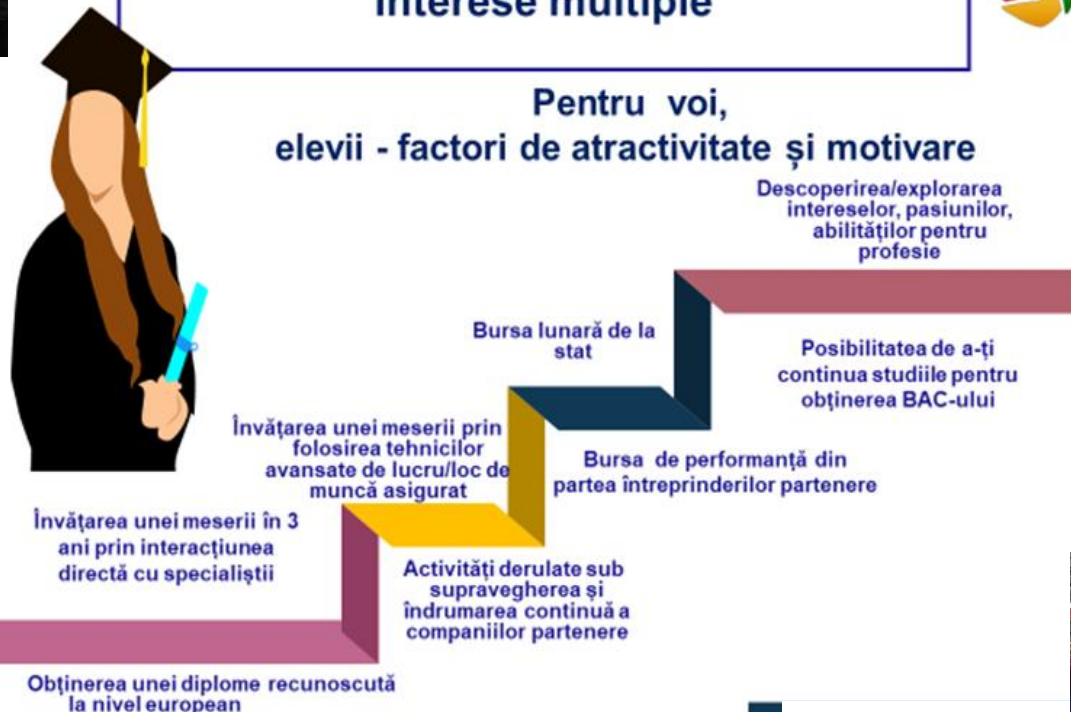 Interese multiple
Pentru voi,
elevii - factori de atractivitate și motivare
Descoperirea/explorarea
intereselor, pasiunilor,
abilităților pentru
profesie
Bursa lunară de la
stat
Posibilitatea de a-ți
continua studiile pentru
obținerea BAC-ului
Învățarea unei meserii prin
folosirea tehnicilor
avansate de lucru/loc de
muncă asigurat
Bursa de performanță din
partea întreprinderilor partenere
Învățarea unei meserii în 3
ani prin interacțiunea
directă cu specialiștii
Activități derulate sub
supravegherea și
îndrumarea continuă a
companiilor partenere
Obținerea unei diplome recunoscută
la nivel european